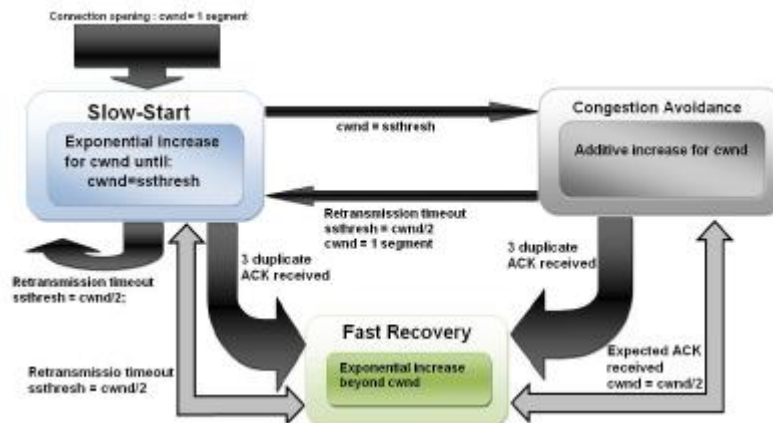 Connection opening : cwnd= 1 segment
Slow-Start
Exponential increase
for cwnd until:
cwnd=ssthresh
cwnd = ssthresh
Congestion Avoidance
Additive increase for cwnd
Retransmission timeout
ssthresh = cwnd/2
cwnd = 1 segment
Retransmission timeout
ssthresh = cwnd/2;
3 duplicate
ACK received
3 duplicate
ACK received
Fast Recovery
Exponential increase
beyond cwnd
Retransmissio timeout
ssthresh = cwnd/2
Expected ACK
received
cwnd = cwnd/2